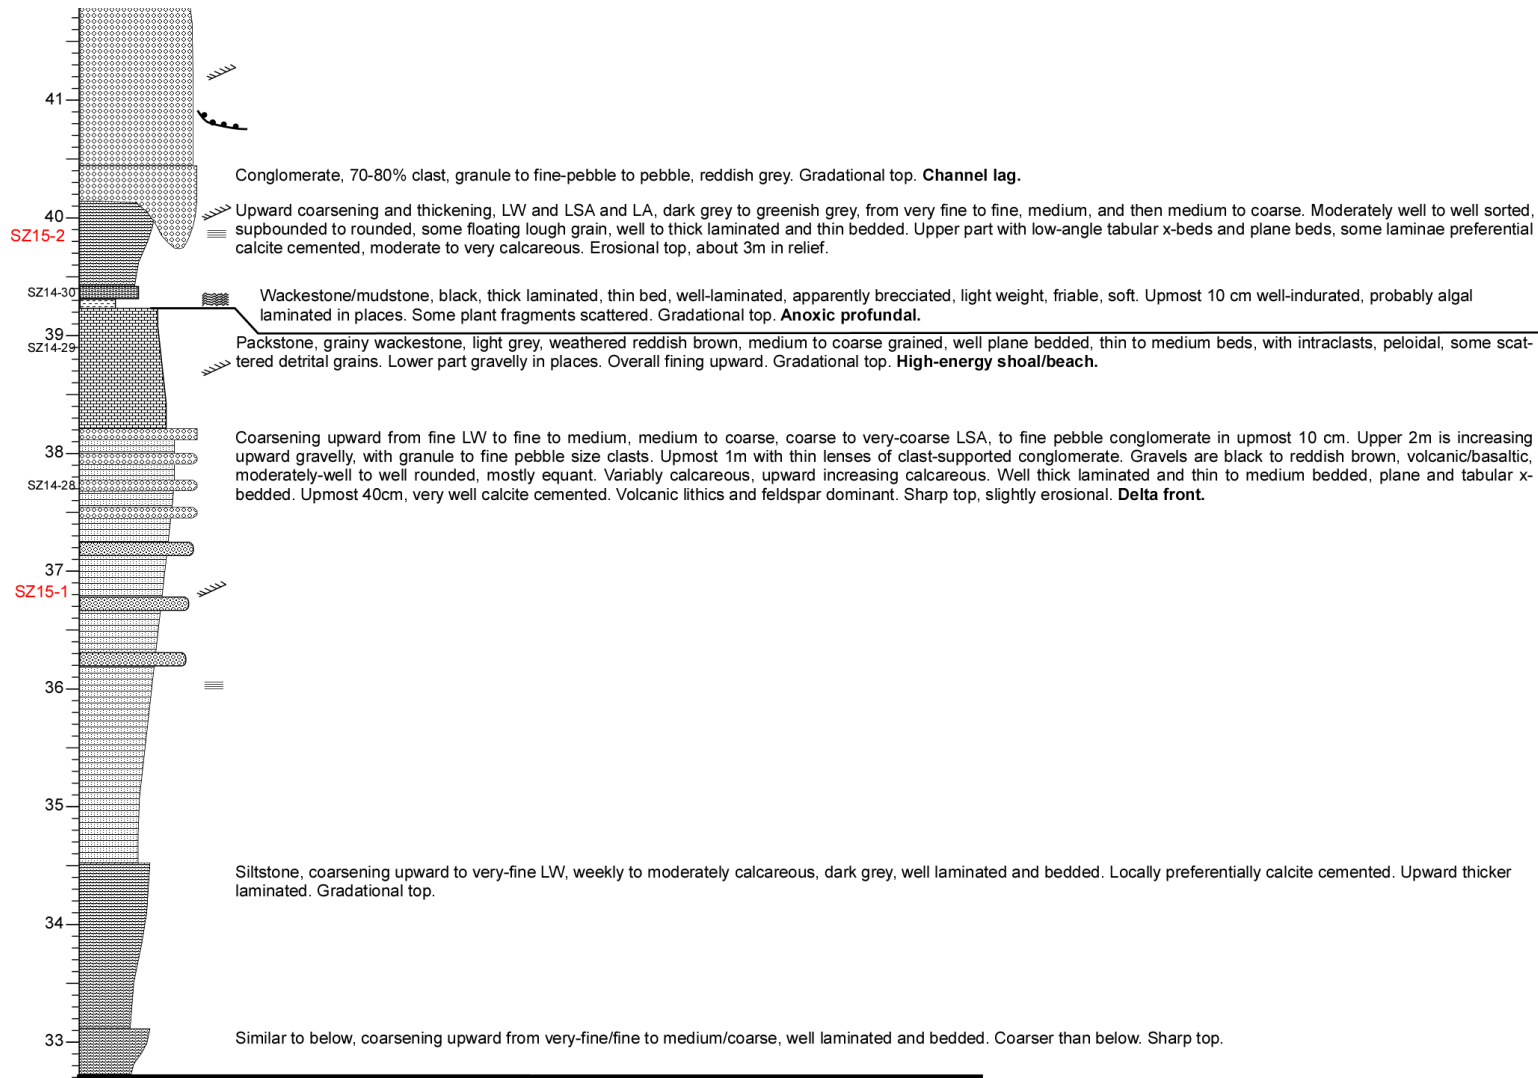 41
Conglomerate, 70-80% clast, granule to fine-pebble to pebble, reddish grey. Gradational top. Channel lag.
40
SZ15-2
Upward coarsening and thickening, LW and LSA and LA, dark grey to greenish grey, from very fine to fine, medium, and then medium to coarse. Moderately well to well sorted,
supbounded to rounded, some floating lough grain, well to thick laminated and thin bedded. Upper part with low-angle tabular x-beds and plane beds, some laminae preferential
calcite cemented, moderate to very calcareous. Erosional top, about 3m in relief.
SZ14-30
Wackestone/mudstone, black, thick laminated, thin bed, well-laminated, apparently brecciated, light weight, friable, soft. Upmost 10 cm well-indurated, probably algal
laminated in places. Some plant fragments scattered. Gradational top. Anoxic profundal.
39
SZ14-29
Packstone, grainy wackestone, light grey, weathered reddish brown, medium to coarse grained, well plane bedded, thin to medium beds, with intraclasts, peloidal, some scat-
tered detrital grains. Lower part gravelly in places. Overall fining upward. Gradational top. High-energy shoal/beach.
38
SZ14-28
Coarsening upward from fine LW to fine to medium, medium to coarse, coarse to very-coarse LSA, to fine pebble conglomerate in upmost 10 cm. Upper 2m is increasing
upward gravelly, with granule to fine pebble size clasts. Upmost 1m with thin lenses of clast-supported conglomerate. Gravels are black to reddish brown, volcanic/basaltic,
moderately-well to well rounded, mostly equant. Variably calcareous, upward increasing calcareous. Well thick laminated and thin to medium bedded, plane and tabular x-
bedded. Upmost 40cm, very well calcite cemented. Volcanic lithics and feldspar dominant. Sharp top, slightly erosional. Delta front.
37
SZ15-1
36
35
Siltstone, coarsening upward to very-fine LW, weekly to moderately calcareous, dark grey, well laminated and bedded. Locally preferentially calcite cemented. Upward thicker
laminated. Gradational top.
34
33
Similar to below, coarsening upward from very-fine/fine to medium/coarse, well laminated and bedded. Coarser than below. Sharp top.